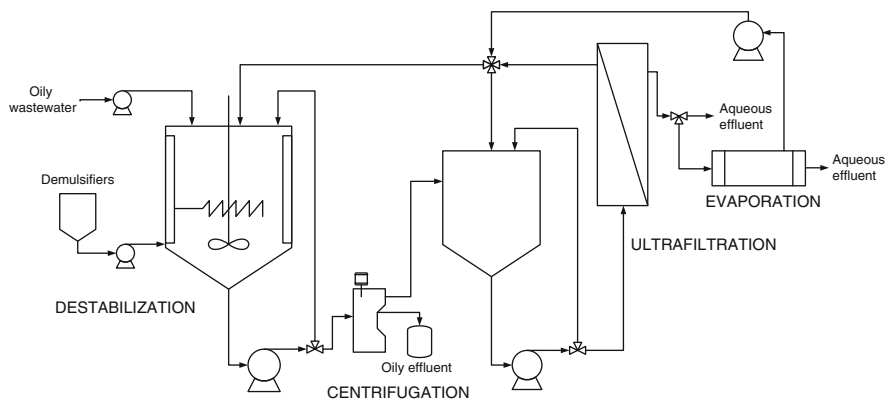 Oily
wastewater
Demulsifiers
DESTABILIZATION
Oily effluent
CENTRIFUGATION
ULTRAFILTRATION
Aqueous
effluent
Aqueous
effluent
EVAPORATION